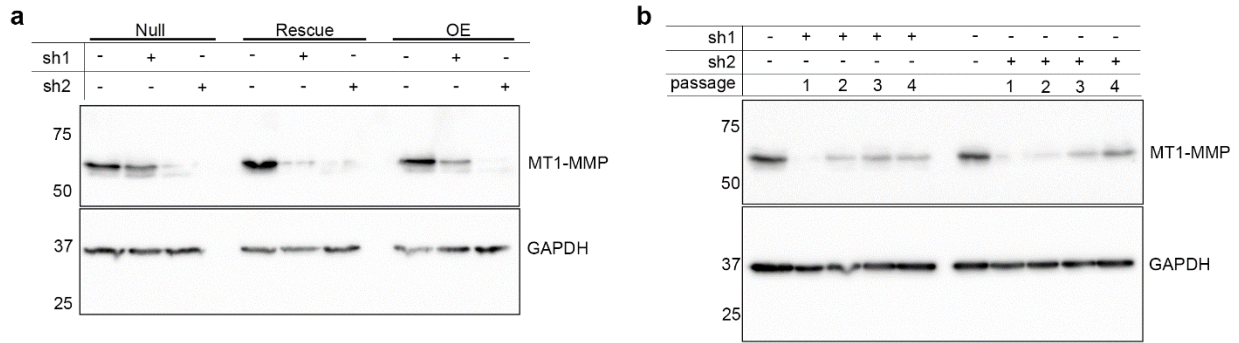 a
Null Rescue OE
sh1 - + - - + - - + -
sh2 - - + - - + - - +
75
MT1-MMP
50
37
GAPDH
25
b
sh1 - + + + + - - - - -
sh2 - - - - - - + + + +
passage 1 2 3 4 1 2 3 4
75
MT1-MMP
50
37
GAPDH
25